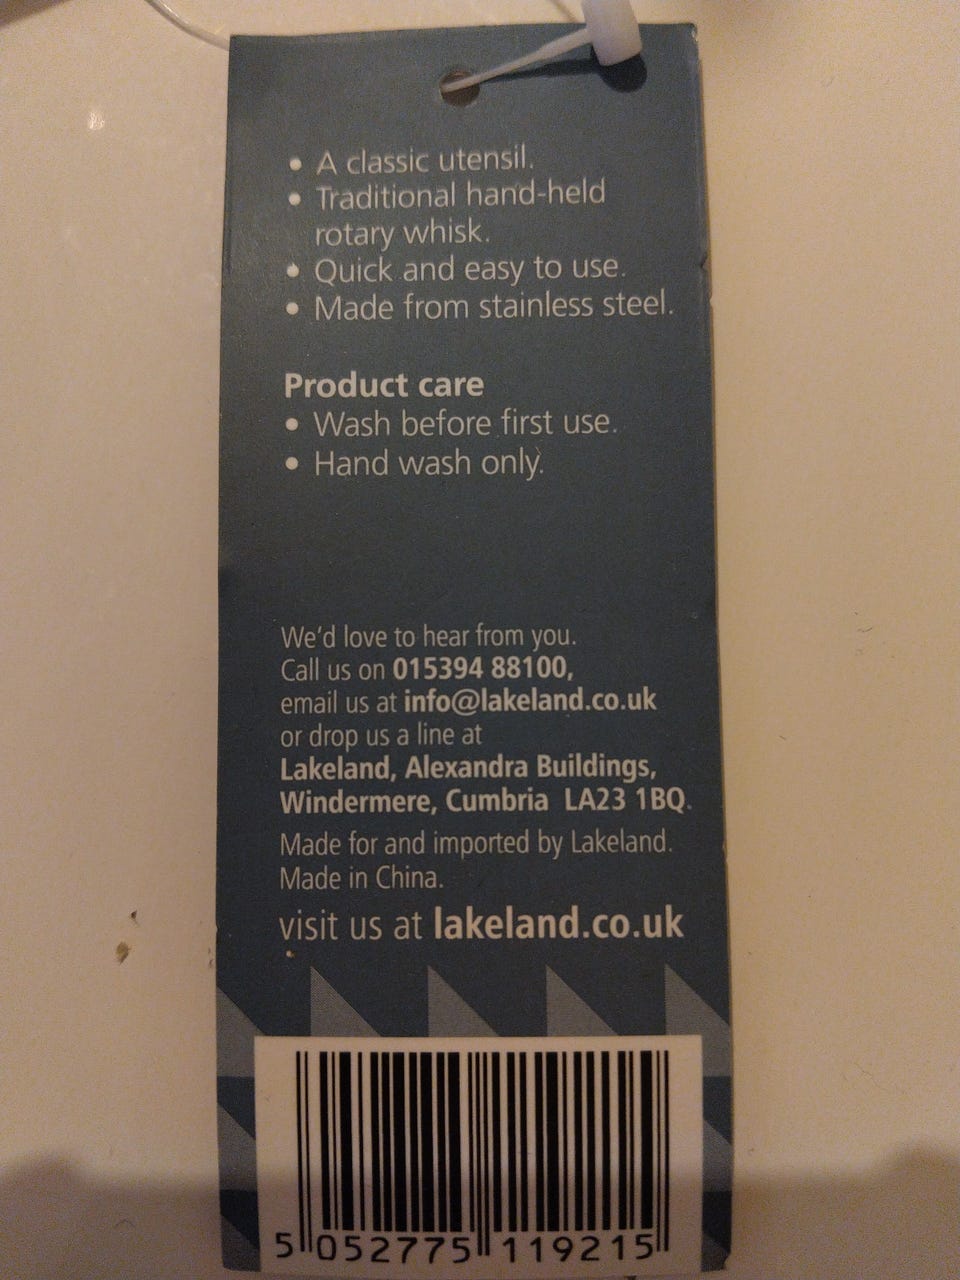 • A classic utensil.
• Traditional hand-held
rotary whisk.
• Quick and easy to use.
• Made from stainless steel.
Product care
• Wash before first use.
• Hand wash only.
We'd love to hear from you.
Call us on 015394 88100,
email us at info@lakeland.co.uk
or drop us a line at
Lakeland, Alexandra Buildings,
Windermere, Cumbria LA23 1BQ.
Made for and imported by Lakeland.
Made in China.
visit us at lakeland.co.uk
5 052775 119215